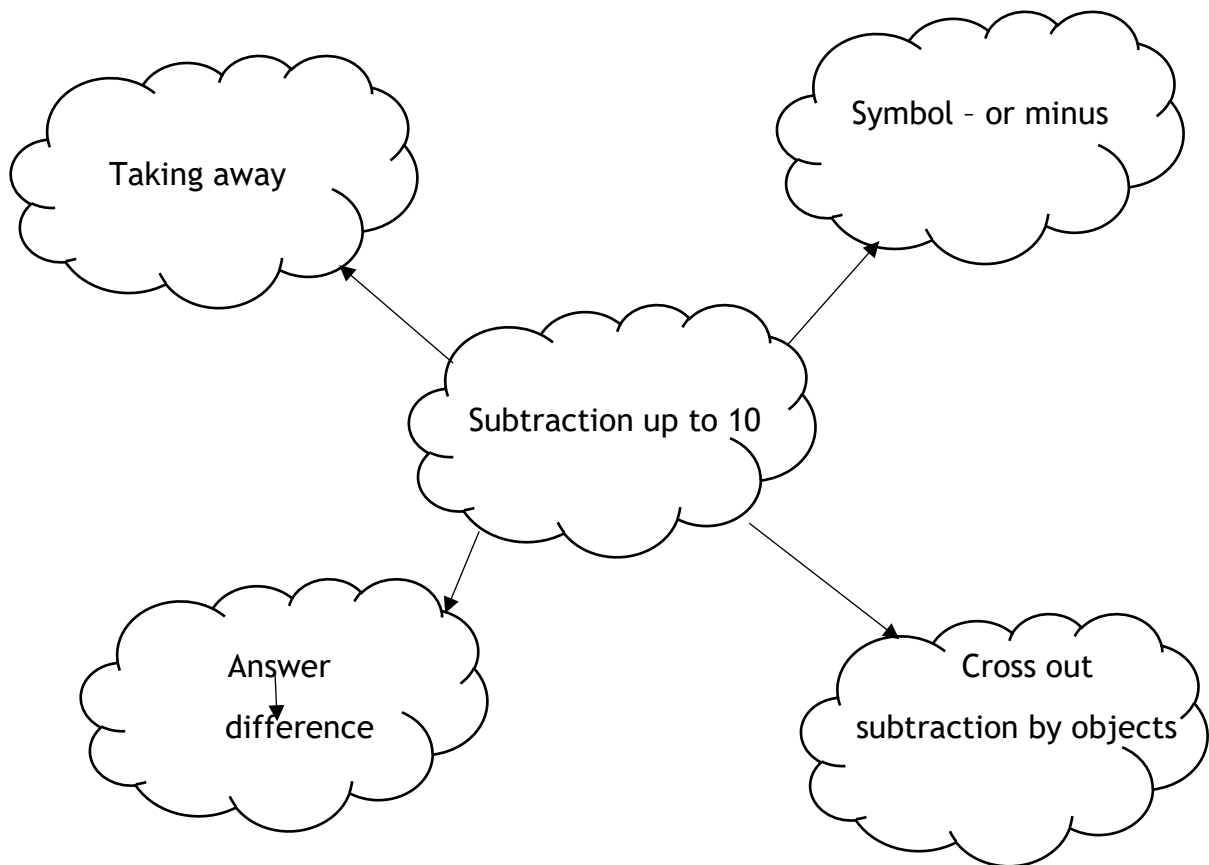 Symbol – or minus
Taking away
Subtraction up to 10
Answer
difference
Cross out
subtraction by objects